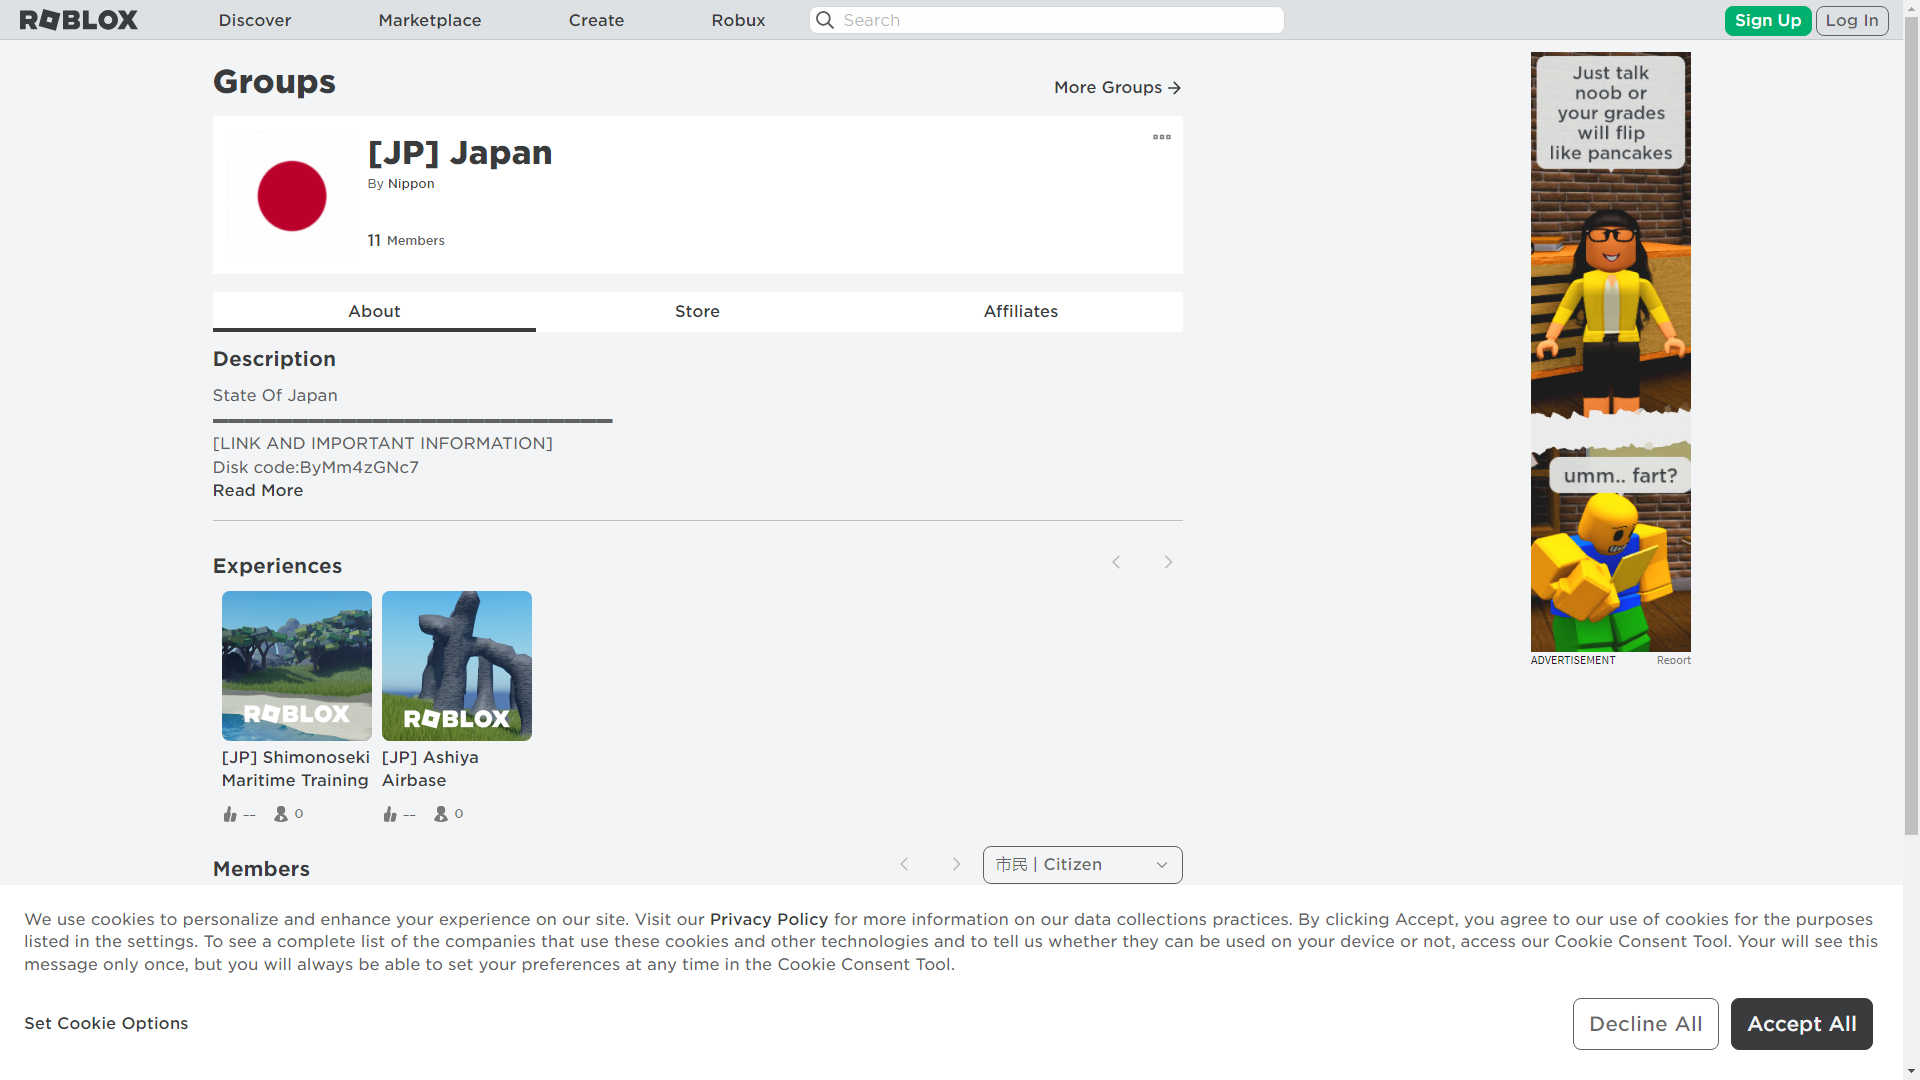 ROBLOX
Discover
Marketplace
Create
Robux
Search
Sign Up
Log In
Groups
More Groups
[JP] Japan
By Nippon
11 Members
About
Store
Affiliates
Description
State Of Japan
[LINK AND IMPORTANT INFORMATION]
Disk code:ByMm4zGNc7
Read More
Experiences
ROBLOX
ROBLOX
[JP] Shimonoseki
Maritime Training
[JP] Ashiya
Airbase
-- 0
-- 0
Members
市民 | Citizen
Just talk
noob or
your grades
will flip
like pancakes
umm.. fart?
ADVERTISEMENT
Report
We use cookies to personalize and enhance your experience on our site. Visit our Privacy Policy for more information on our data collections practices. By clicking Accept, you agree to our use of cookies for the purposes
listed in the settings. To see a complete list of the companies that use these cookies and other technologies and to tell us whether they can be used on your device or not, access our Cookie Consent Tool. Your will see this
message only once, but you will always be able to set your preferences at any time in the Cookie Consent Tool.
Set Cookie Options
Decline All
Accept All